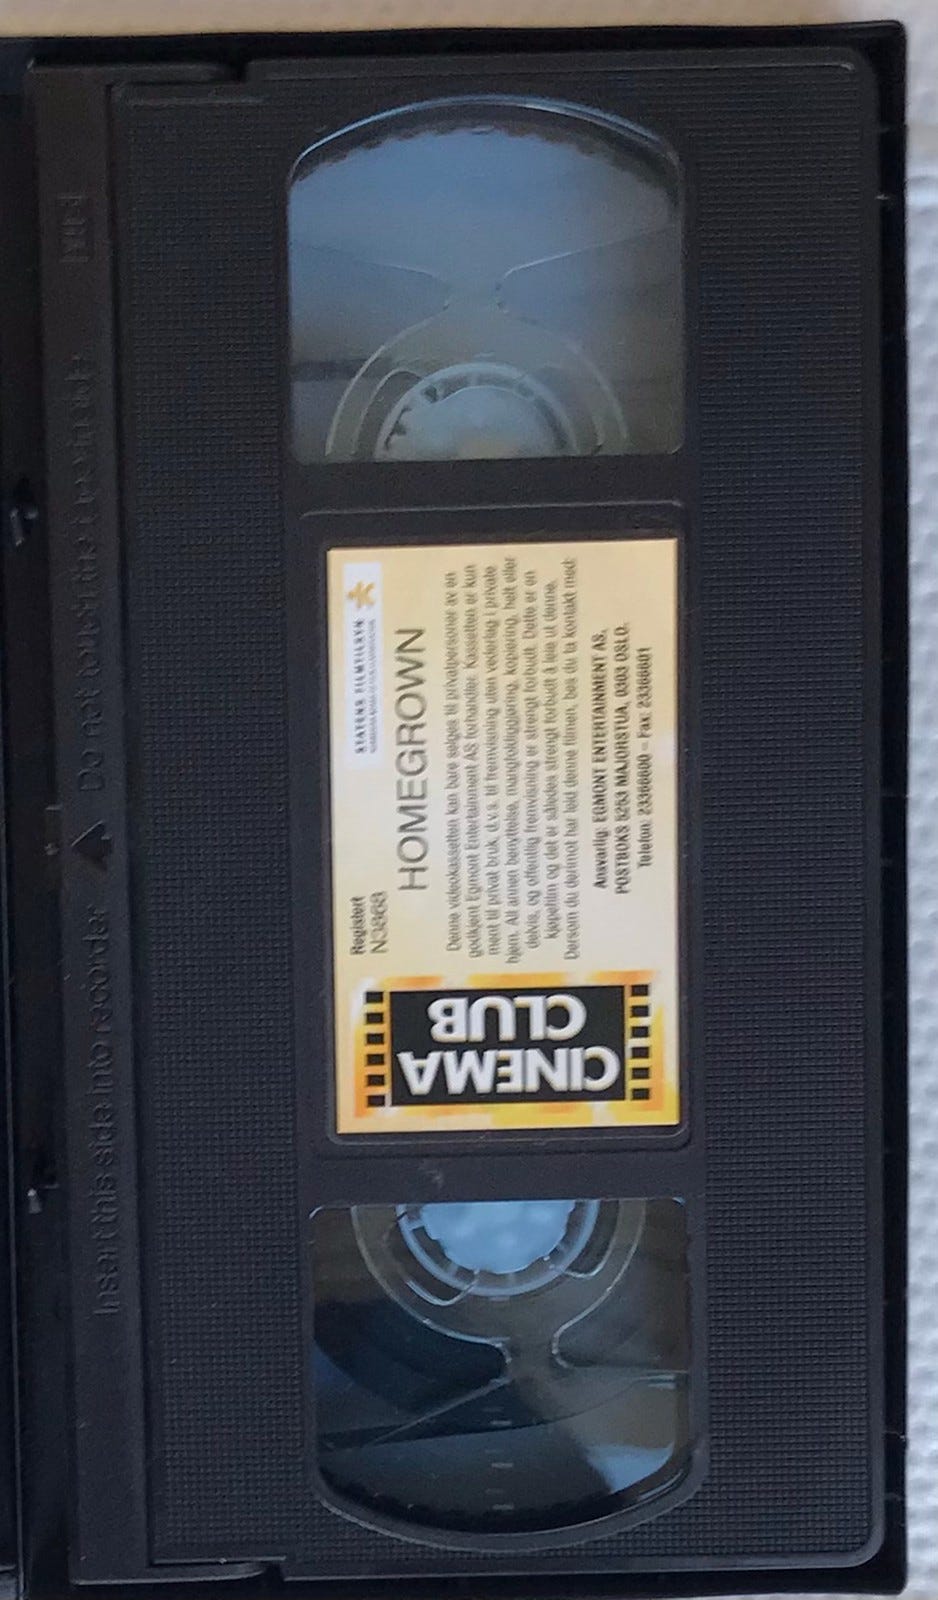 Insert this side into recorder
Do not touch the tape inside
CINEMA
CLUB
Registert
N3868
STATENS FILMTILSYN
HOMEGROWN
Denne videokassetten kan bare selges til privatpersoner av en
godkjent Egmont Entertainment AS forhandler. Kassetten er kun
ment til privat bruk, d.v.s. til fremvisning uten vederlag i private
hjem. All annen benyttelse, mangfoldiggjøring, kopiering, helt eller
delvis, og offentlig fremvisning er strengt forbudt. Dette er en
kjøpefilm og det er således strengt forbudt å leie ut denne.
Dersom du derimot har leid denne filmen, bes du ta kontakt med:
Ansvarlig: EGMONT ENTERTAINMENT AS,
POSTBOKS 5253 MAJORSTUA, 0303 OSLO.
Telefon: 23366600 – Fax: 23366601